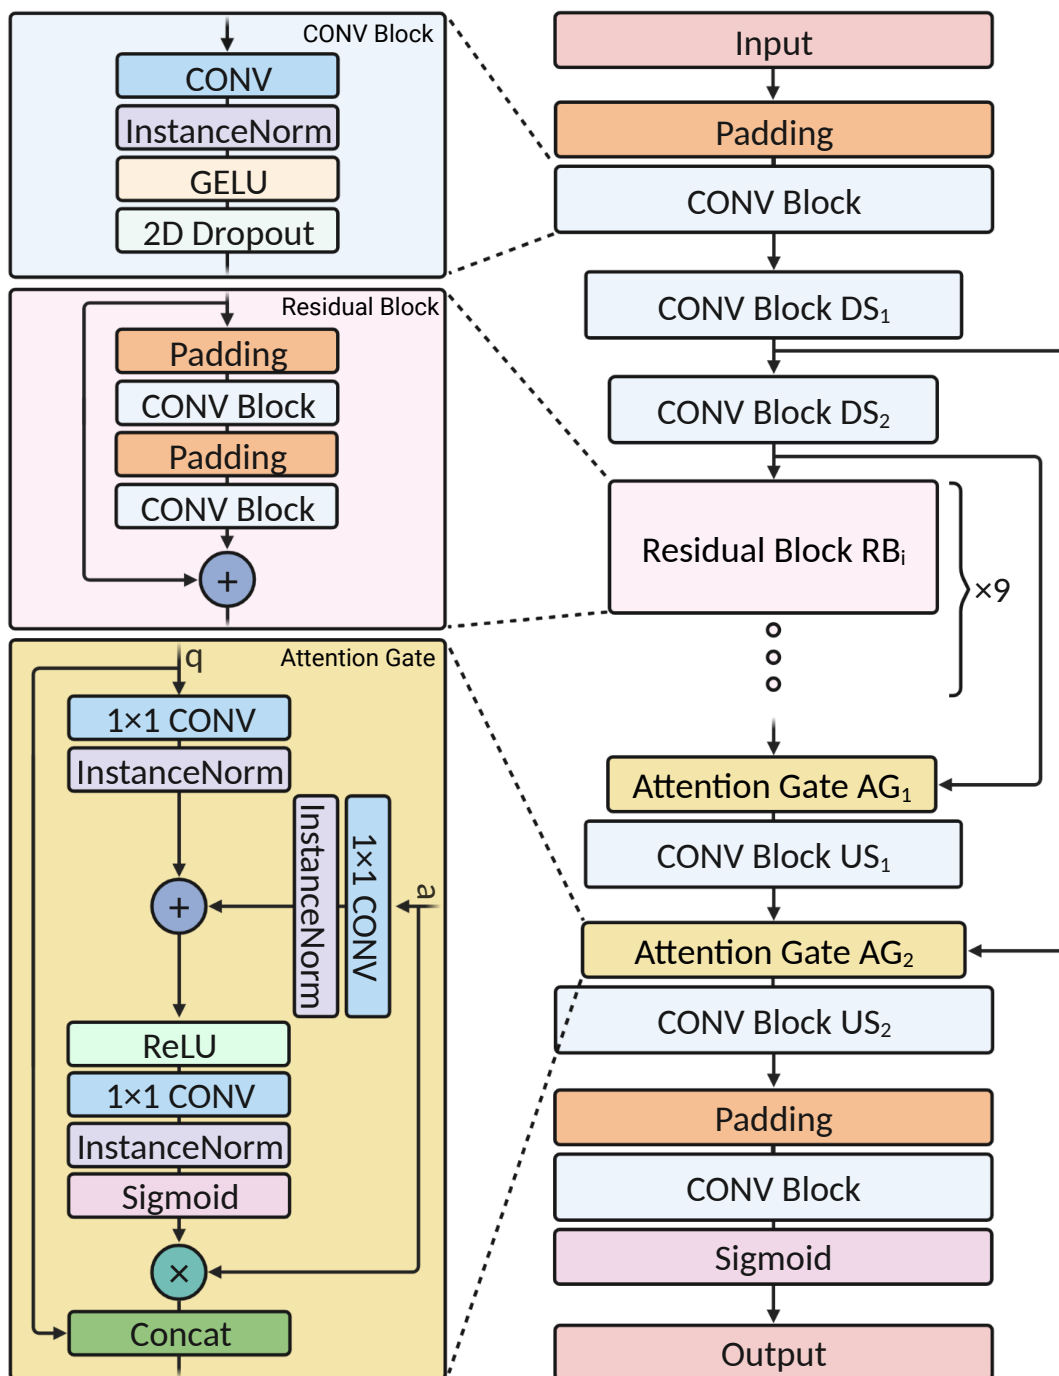 CONV Block
CONV
InstanceNorm
GELU
2D Dropout
Residual Block
Padding
CONV Block
Padding
CONV Block
+
Attention Gate
q
1×1 CONV
InstanceNorm
InstanceNorm
1×1 CONV
a
+
ReLU
1×1 CONV
InstanceNorm
Sigmoid
×
Concat
Input
Padding
CONV Block
CONV Block DS₁
CONV Block DS₂
Residual Block RBᵢ
×9
Attention Gate AG₁
CONV Block US₁
Attention Gate AG₂
CONV Block US₂
Padding
CONV Block
Sigmoid
Output